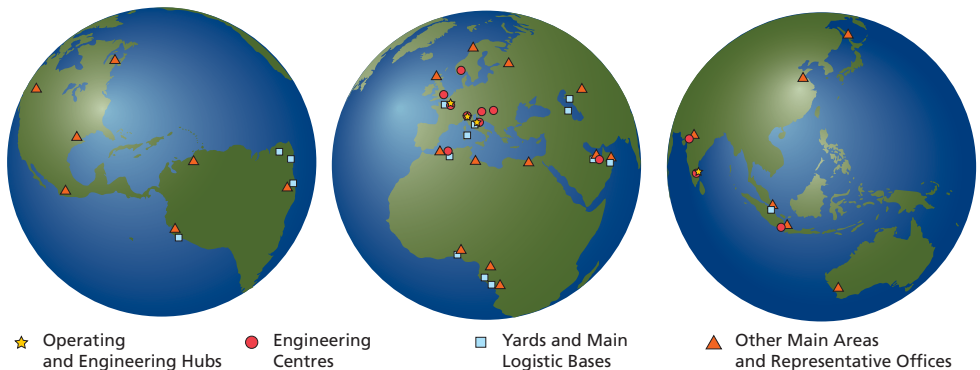 Operating
and Engineering Hubs
Engineering
Centres
Yards and Main
Logistic Bases
Other Main Areas
and Representative Offices